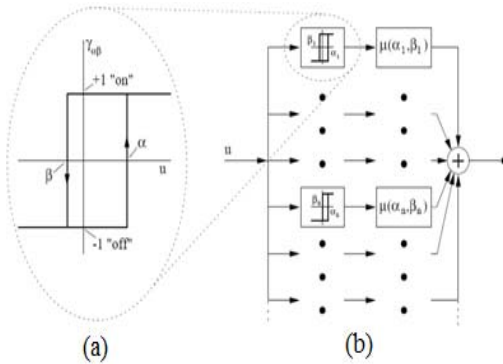 γαβ
+1 "on"
α
β
u
-1 "off"
(a)
u
β₁
α₁
μ(α₁,β₁)
+
βₙ
αₙ
μ(αₙ,βₙ)
(b)